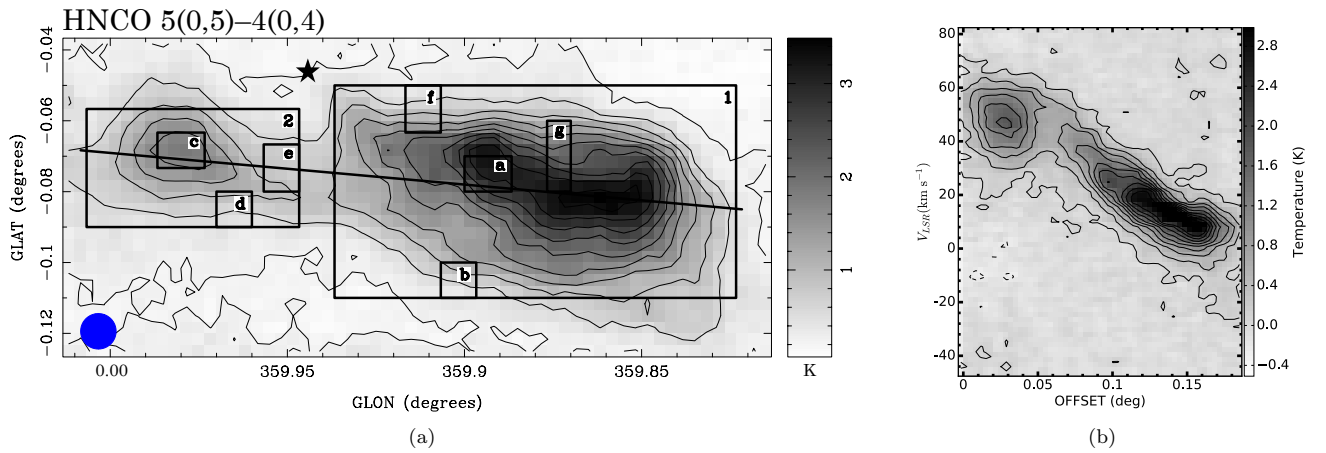 HNCO 5(0,5)–4(0,4)
−0.04
−0.06
−0.08
−0.1
−0.12
GLAT (degrees)
f
1
2
g
c
e
a
d
b
3
2
1
K
0.00
359.95
359.9
359.85
GLON (degrees)
(a)
80
60
40
20
0
−20
−40
V_LSR(km s⁻¹)
0
0.05
0.1
0.15
OFFSET (deg)
2.8
2.4
2.0
1.6
1.2
0.8
0.4
0.0
−0.4
Temperature (K)
(b)